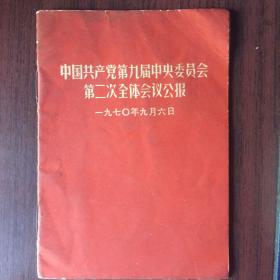 中国共产党第九届中央委员会
第二次全体会议公报
一九七〇年九月六日